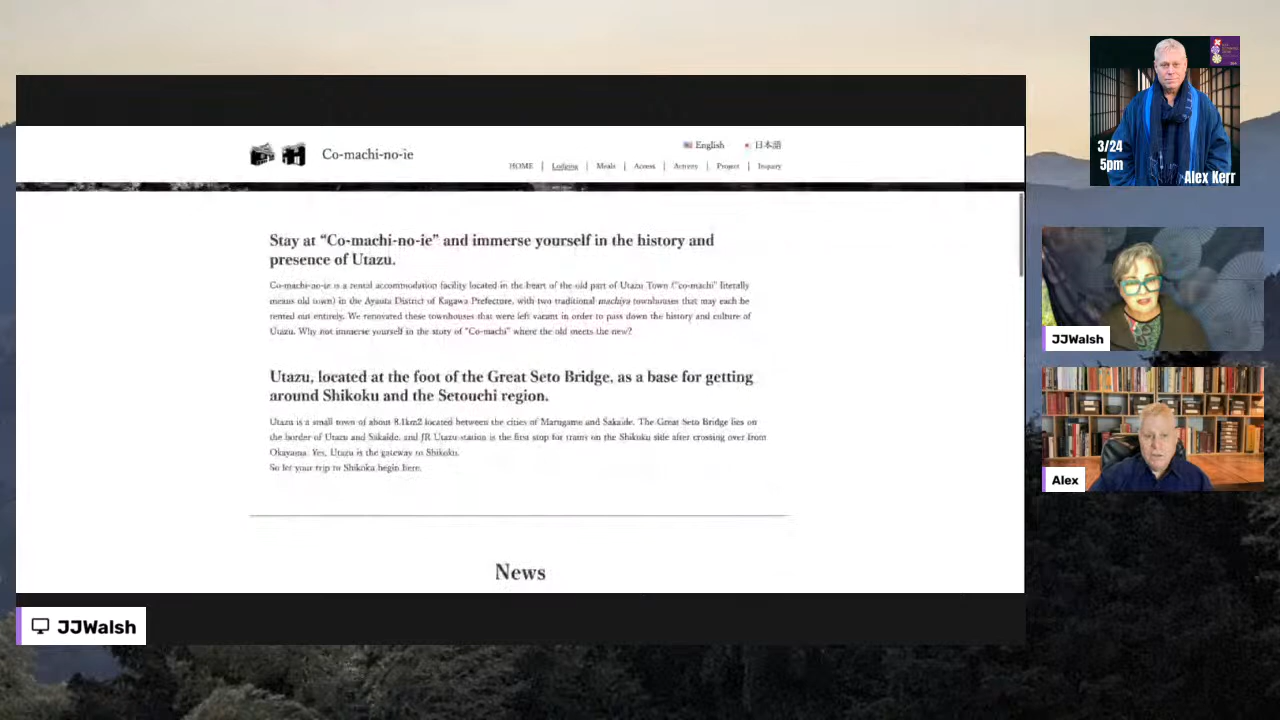 Co-machi-no-ie
English
日本語
HOME | Lodging | Meals | Access | Activity | Project | Inquiry
Stay at “Co-machi-no-ie” and immerse yourself in the history and
presence of Utazu.
Co-machi-no-ie is a rental accommodation facility located in the heart of the old part of Utazu Town (“co-machi” literally
means old town) in the Ayauta District of Kagawa Prefecture, with two traditional machiya townhouses that may each be
rented out entirely. We renovated these townhouses that were left vacant in order to pass down the history and culture of
Utazu. Why not immerse yourself in the story of “Co-machi” where the old meets the new?
Utazu, located at the foot of the Great Seto Bridge, as a base for getting
around Shikoku and the Setouchi region.
Utazu is a small town of about 8.1km2 located between the cities of Marugame and Sakaide. The Great Seto Bridge lies on
the border of Utazu and Sakaide, and JR Utazu station is the first stop for trams on the Shikoku side after crossing over from
Okayama. Yes, Utazu is the gateway to Shikoku.
So let your trip to Shikoku begin here.
News
JJWalsh
3/24
5pm
Alex Kerr
JJWalsh
Alex